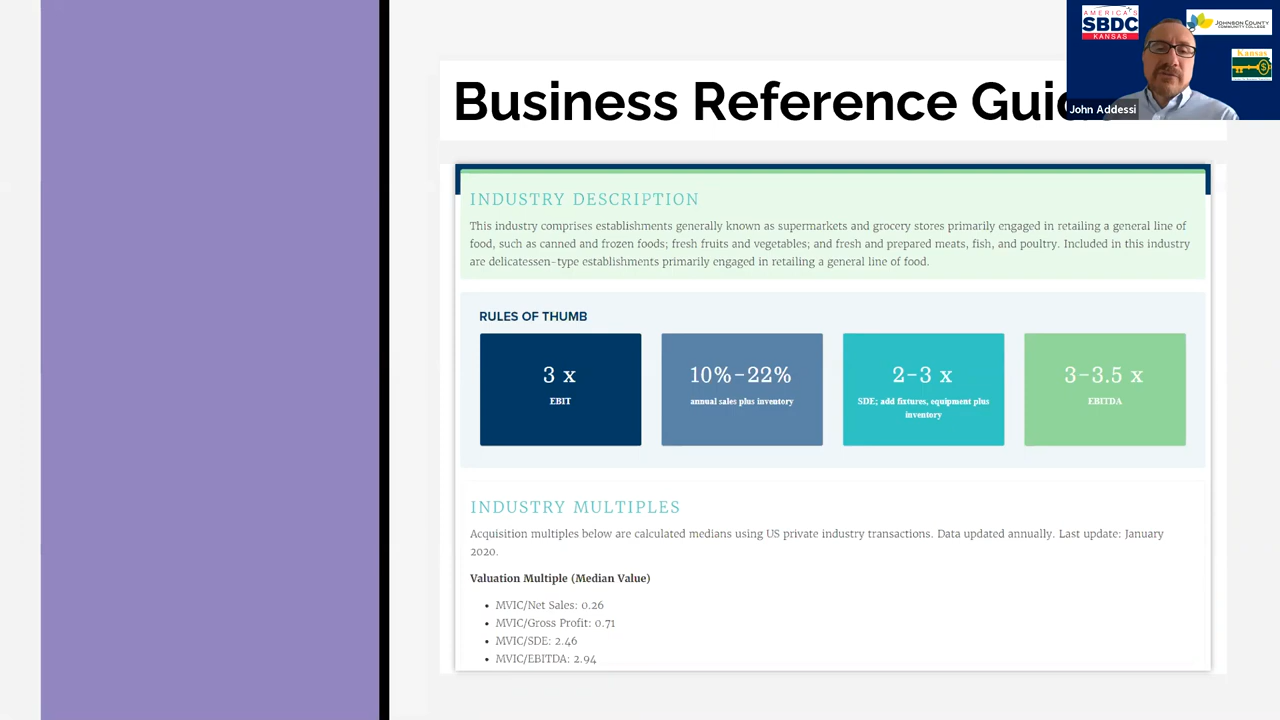 AMERICA'S
SBDC
KANSAS
JOHNSON COUNTY
COMMUNITY COLLEGE
Kansas
John Addessi
Business Reference Gui
INDUSTRY DESCRIPTION
This industry comprises establishments generally known as supermarkets and grocery stores primarily engaged in retailing a general line of
food, such as canned and frozen foods; fresh fruits and vegetables; and fresh and prepared meats, fish, and poultry. Included in this industry
are delicatessen-type establishments primarily engaged in retailing a general line of food.
RULES OF THUMB
3 x
EBIT
10%-22%
annual sales plus inventory
2-3 x
SDE; add fixtures, equipment plus
inventory
3-3.5 x
EBITDA
INDUSTRY MULTIPLES
Acquisition multiples below are calculated medians using US private industry transactions. Data updated annually. Last update: January
2020.
Valuation Multiple (Median Value)
• MVIC/Net Sales: 0.26
• MVIC/Gross Profit: 0.71
• MVIC/SDE: 2.46
• MVIC/EBITDA: 2.94